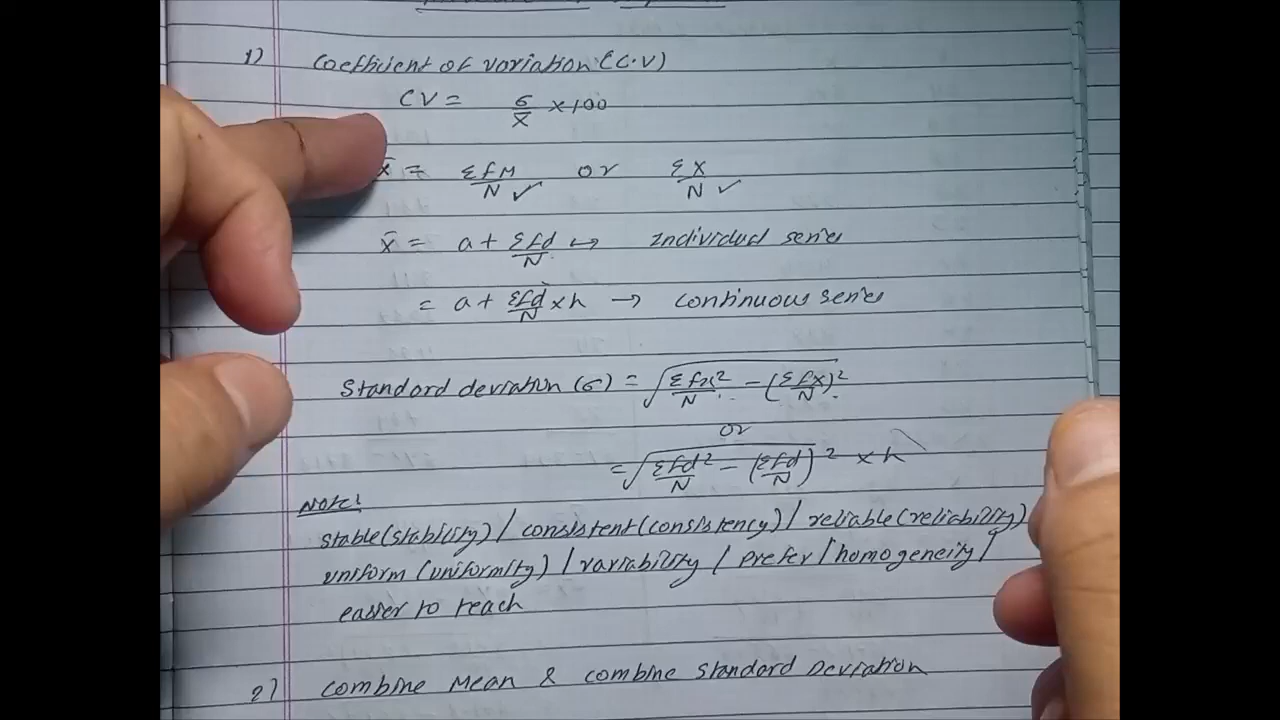 1) Coefficient of variation (C.V)
CV = σ/x̄ × 100
x̄ = ΣfM/N ✓ or ΣX/N ✓
x̄ = a + Σfd/N → Individual series
= a + Σfd'/N × h → continuous series
Standard deviation (σ) = √(Σfx²/N - (Σfx/N)²)
or
= √(Σfd²/N - (Σfd/N)²) × h
Note:
stable(stability) / consistent(consistency) / reliable(reliability)
uniform (uniformity) / variability / prefer / homogeneity /
easier to teach
2) combine Mean & combine standard Deviation